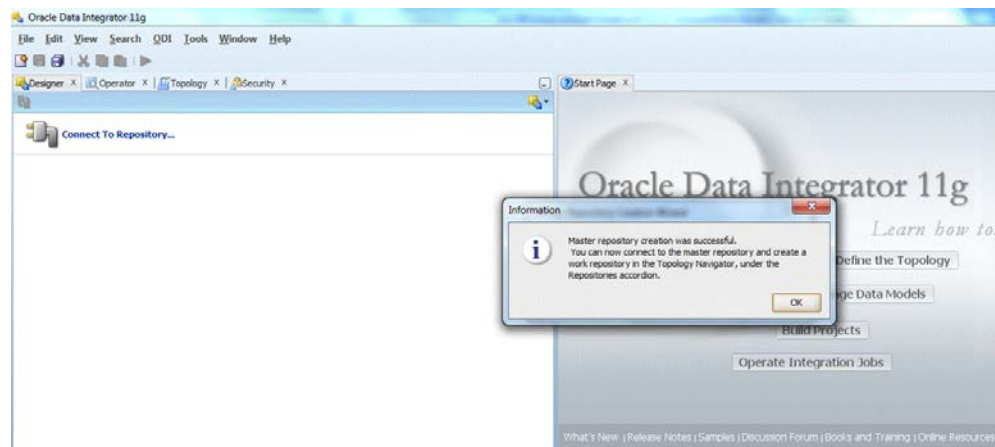 Oracle Data Integrator 11g
File Edit View Search ODI Tools Window Help
Designer Operator Topology Security
Start Page
Connect To Repository...
Oracle Data Integrator 11g
Learn how to
Information
Master repository creation was successful.
You can now connect to the master repository and create a
work repository in the Topology Navigator, under the
Repositories accordion.
OK
Define the Topology
ge Data Models
Build Projects
Operate Integration Jobs
What's New | Release Notes | Samples | Discussion Forum | Books and Training | Online Resources